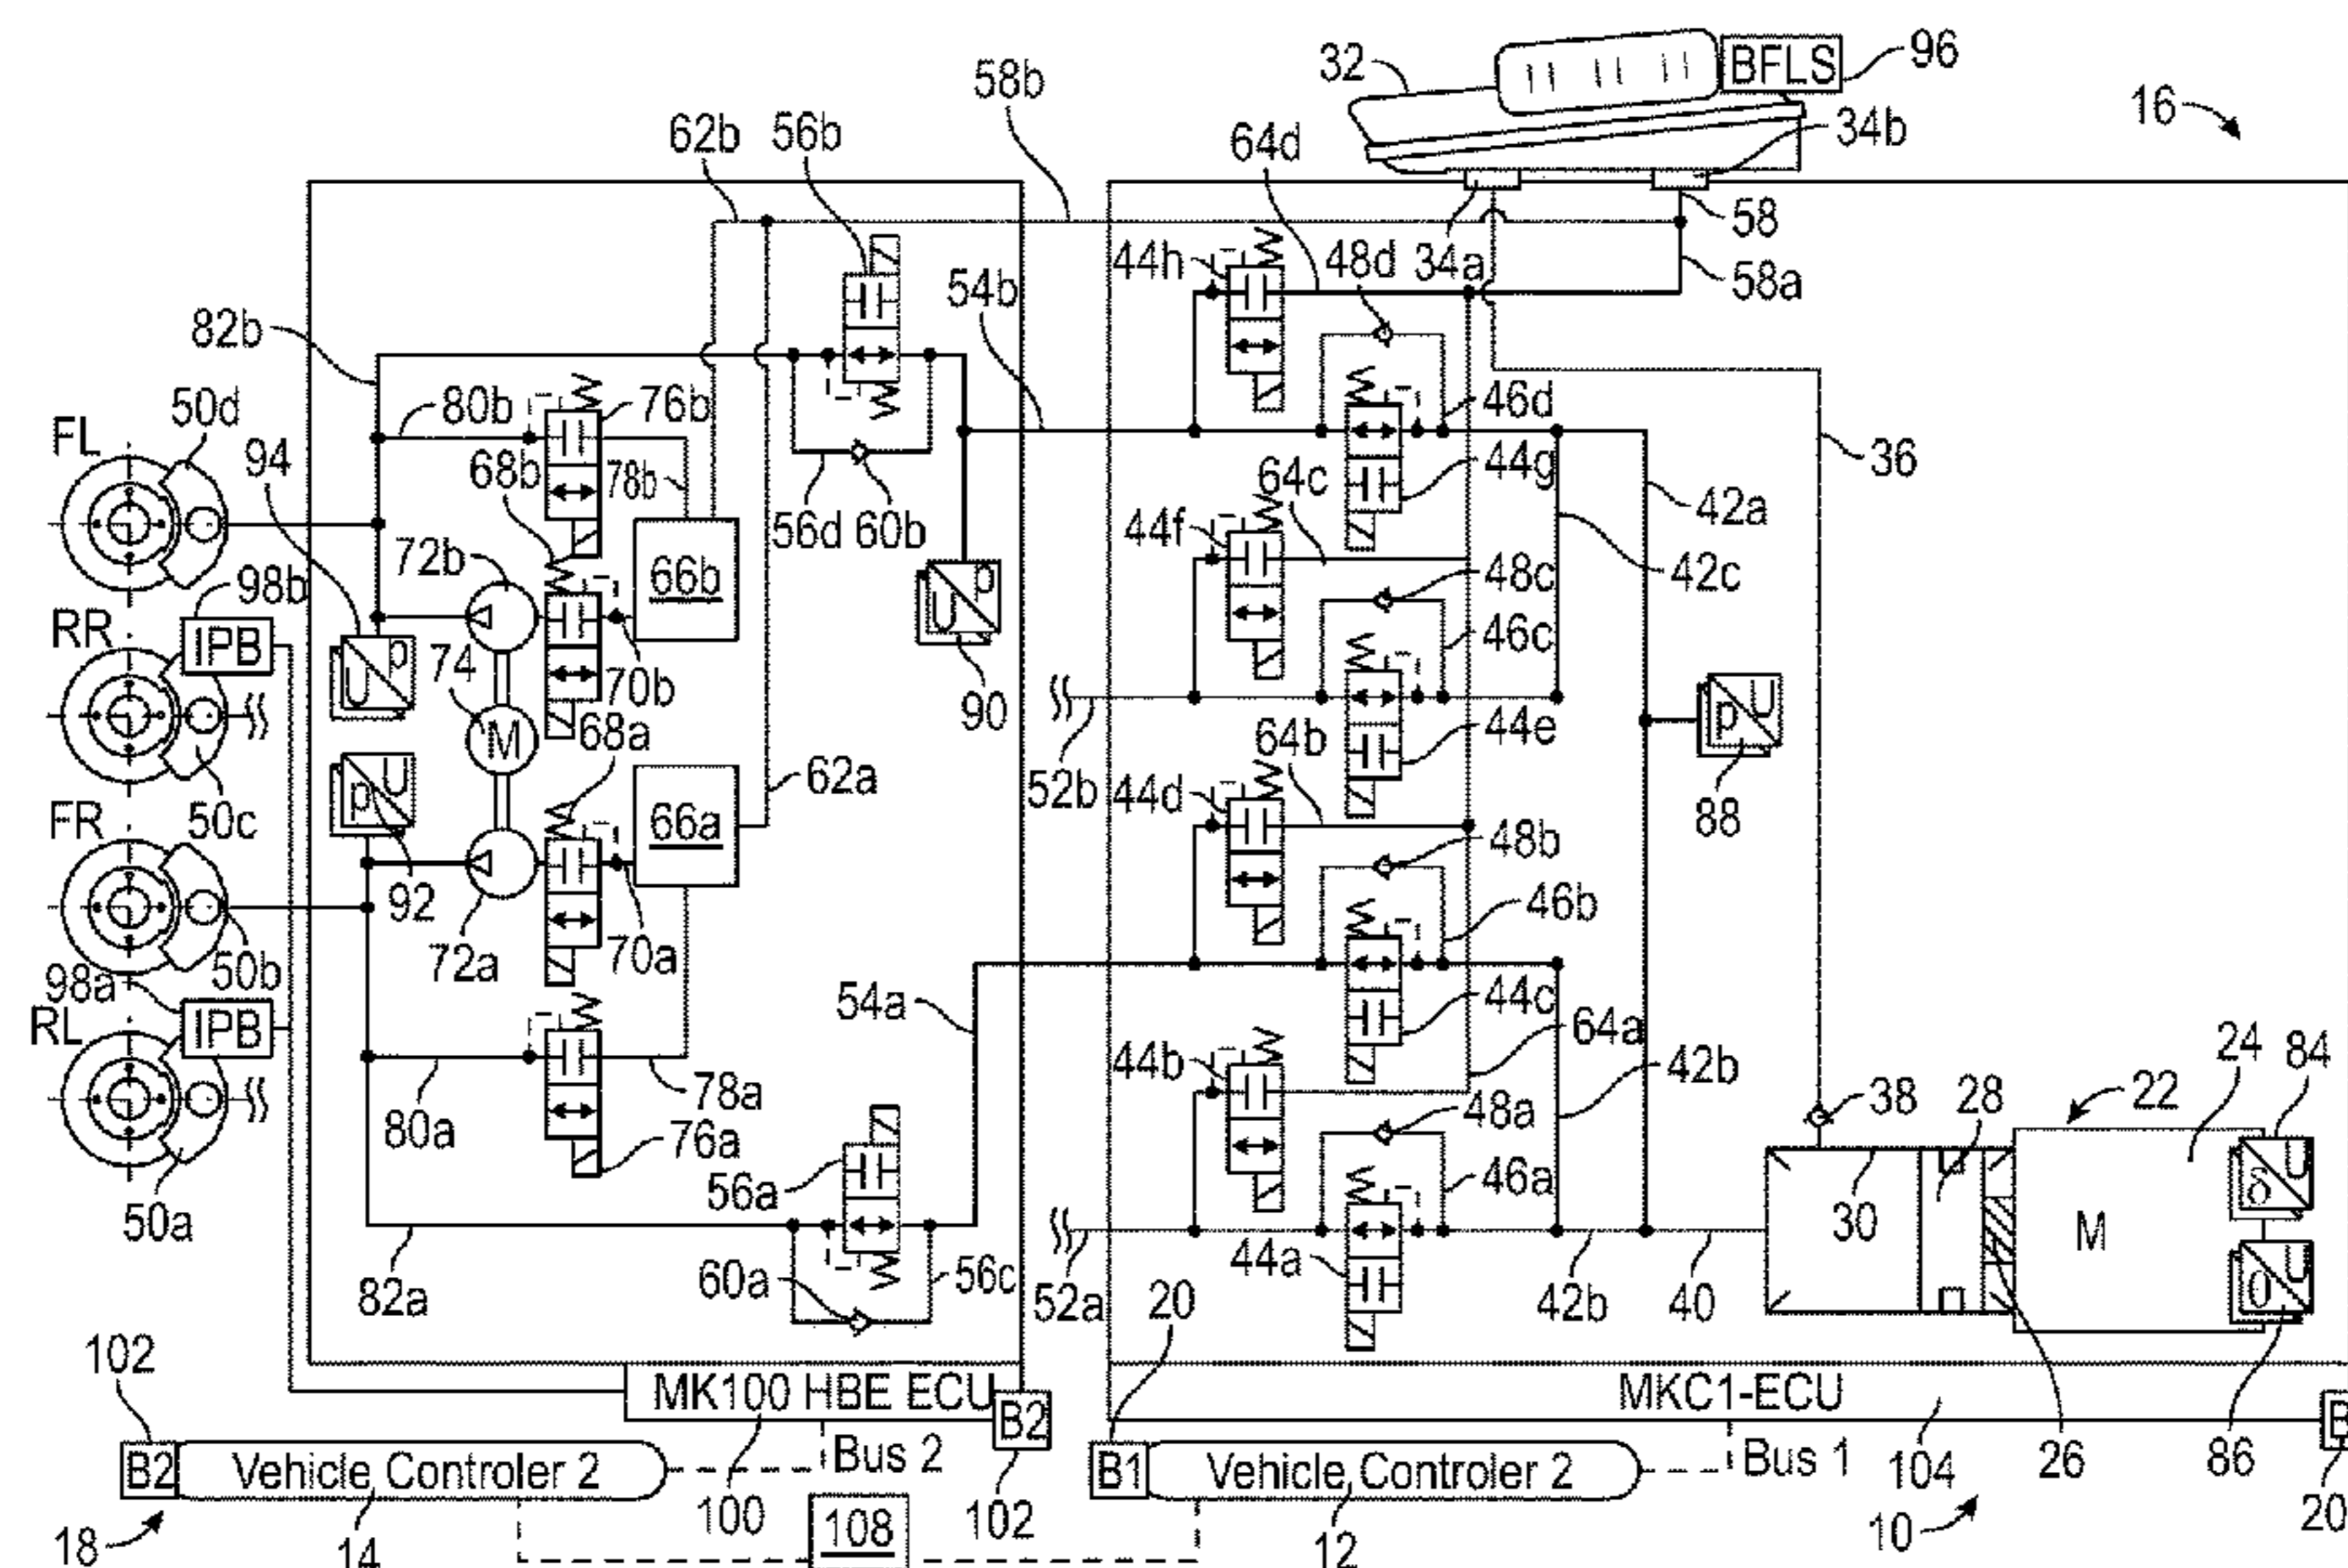 32
BFLS
96
58b
16
62b
56b
64d
34b
58
44h
48d
34a
58a
54b
82b
50d
80b
76b
46d
FL
94
68b
78b
64c
44g
36
56d
60b
44f
42a
72b
66b
48c
42c
98b
RR
IPB
p
U
74
70b
U
p
46c
90
U
p
M
68a
64b
44e
52b
44d
88
62a
50c
FR
U
p
66a
48b
92
46b
72a
70a
98a
50b
54a
44c
64a
RL
IPB
24
84
44b
42b
22
38
28
78a
48a
80a
76a
U
δ
56a
46a
50a
30
M
44a
60a
56c
U
θ
82a
52a
20
42b
40
102
MK100 HBE ECU
B2
MKC1-ECU
B
B2
Vehicle Controler 2
Bus 2
B1
Vehicle Controler 2
Bus 1
104
26
86
100
102
20
18
14
108
12
10